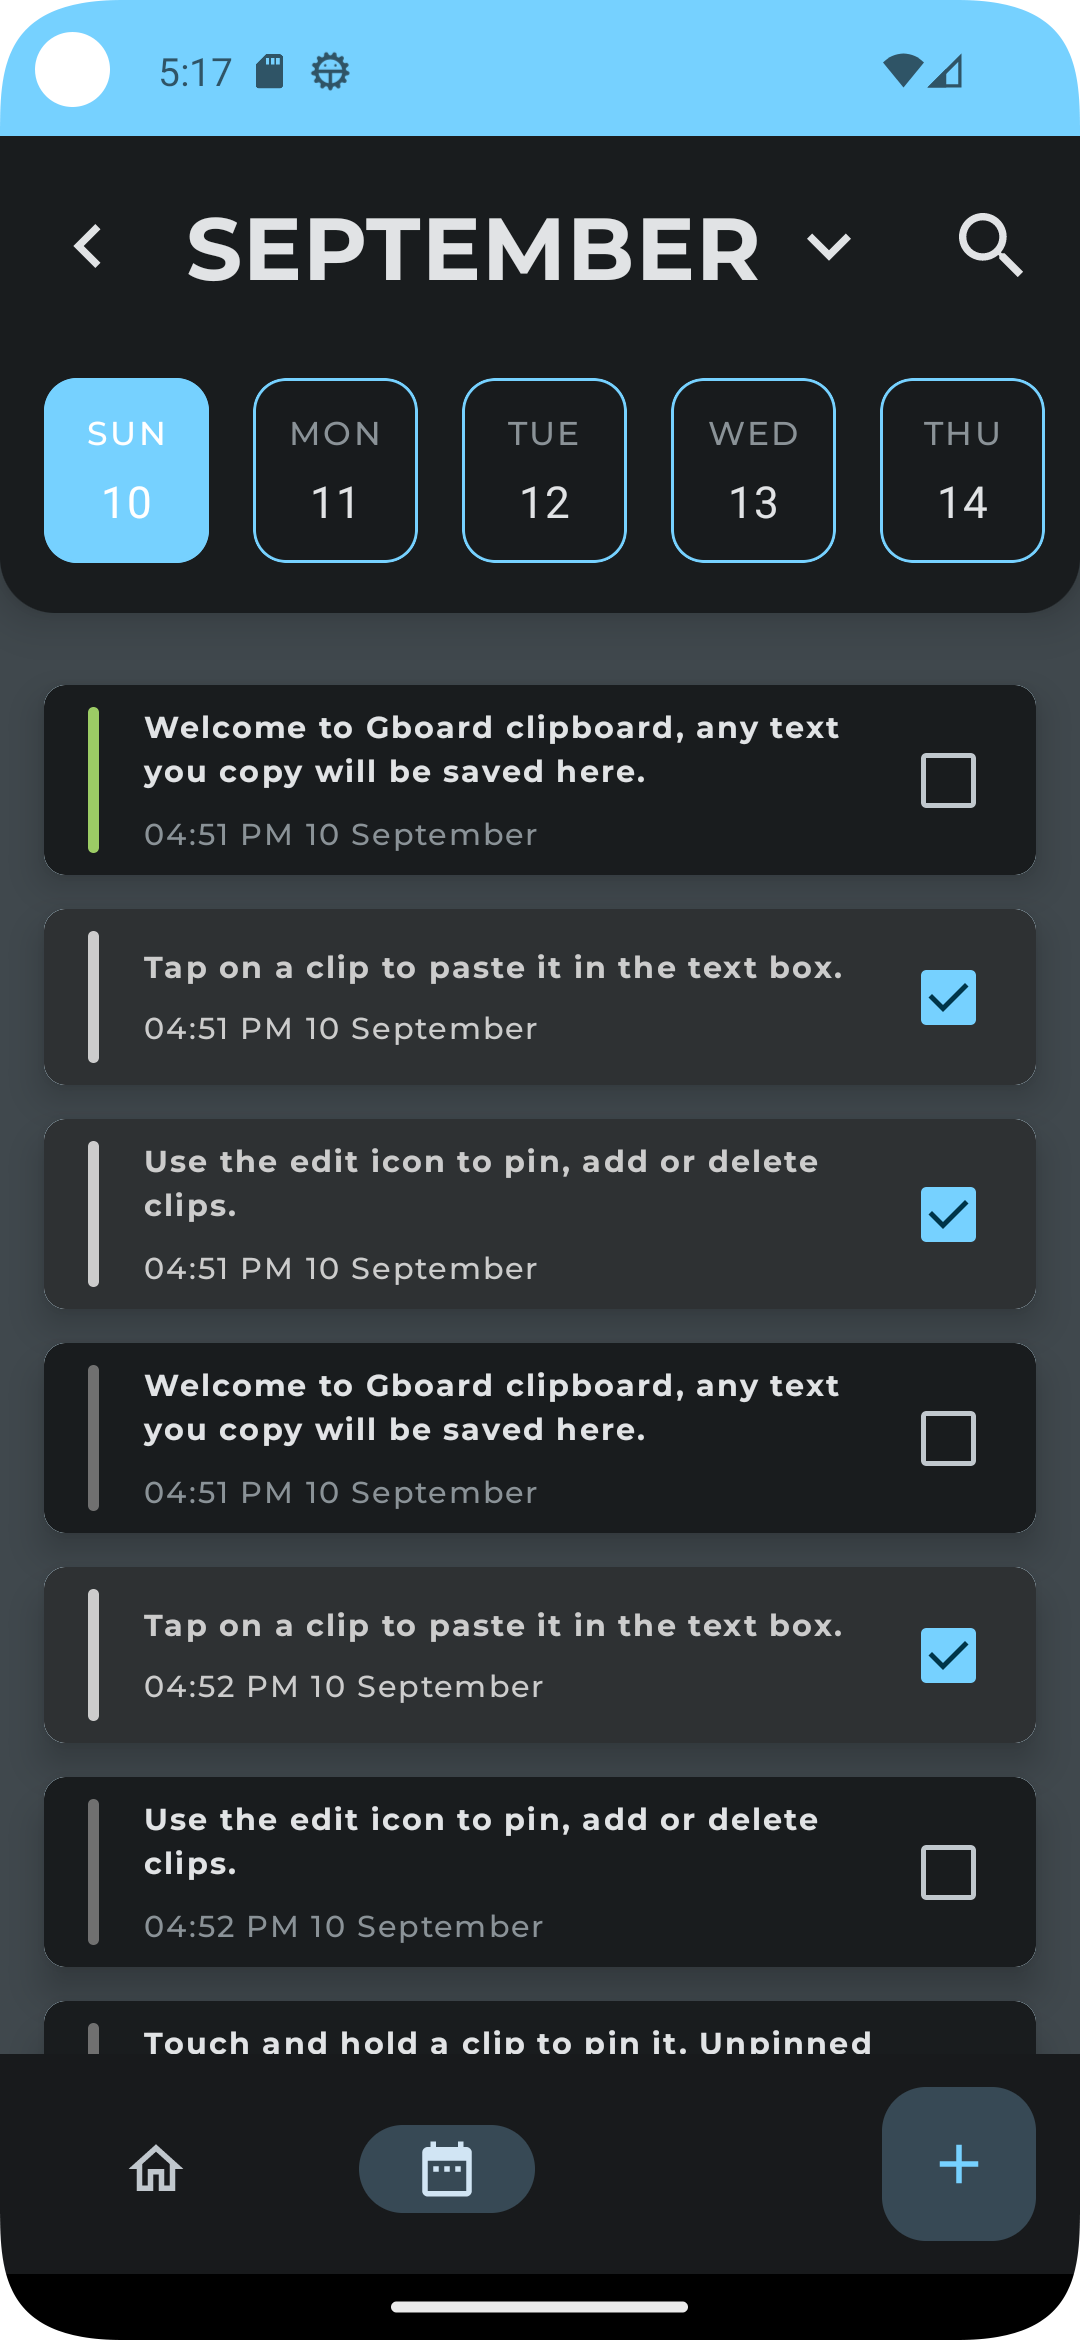 5:17
SEPTEMBER
SUN MON TUE WED THU
10 11 12 13 14
Welcome to Gboard clipboard, any text
you copy will be saved here.
04:51 PM 10 September
Tap on a clip to paste it in the text box.
04:51 PM 10 September
Use the edit icon to pin, add or delete
clips.
04:51 PM 10 September
Welcome to Gboard clipboard, any text
you copy will be saved here.
04:51 PM 10 September
Tap on a clip to paste it in the text box.
04:52 PM 10 September
Use the edit icon to pin, add or delete
clips.
04:52 PM 10 September
Touch and hold a clip to pin it. Unpinned